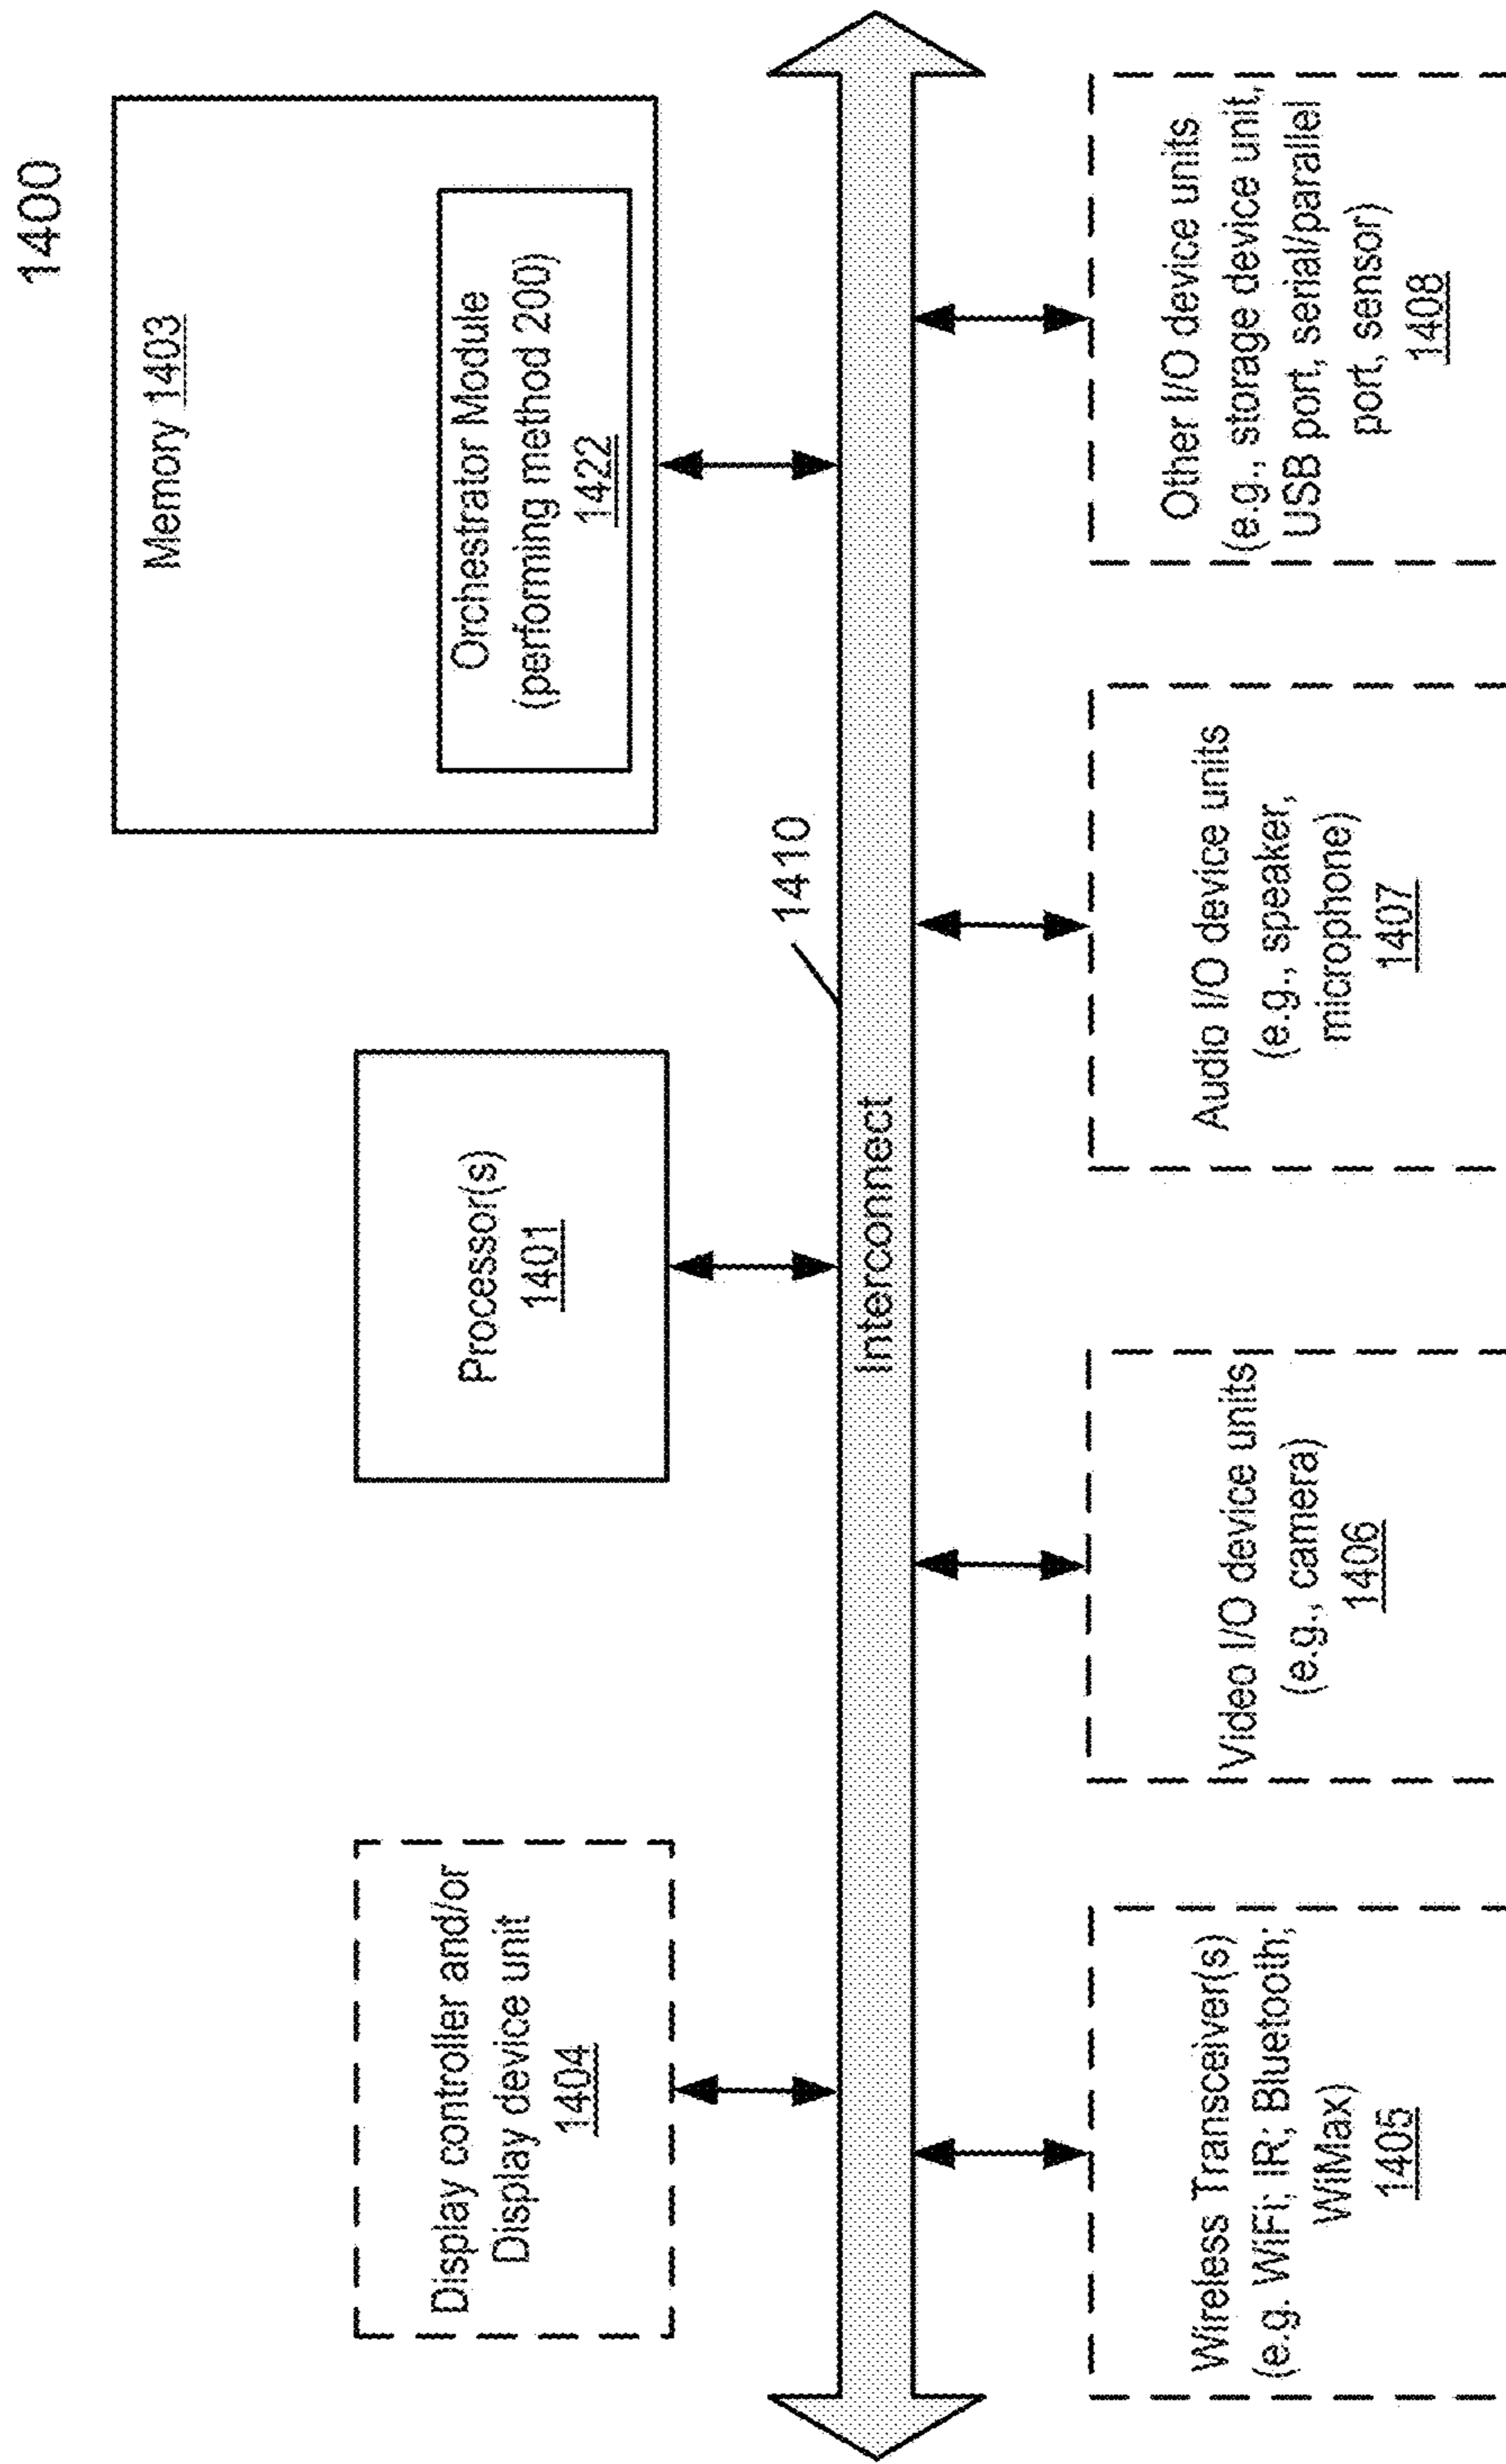 1400
Memory 1403
Orchestrator Module
(performing method 200)
1422
Processor(s)
1401
Display controller and/or
Display device unit
1404
1410
Interconnect
Wireless Transceiver(s)
(e.g. WiFi; IR; Bluetooth;
WiMax)
1405
Video I/O device units
(e.g., camera)
1406
Audio I/O device units
(e.g., speaker,
microphone)
1407
Other I/O device units
(e.g., storage device unit,
USB port, serial/parallel
port, sensor)
1408